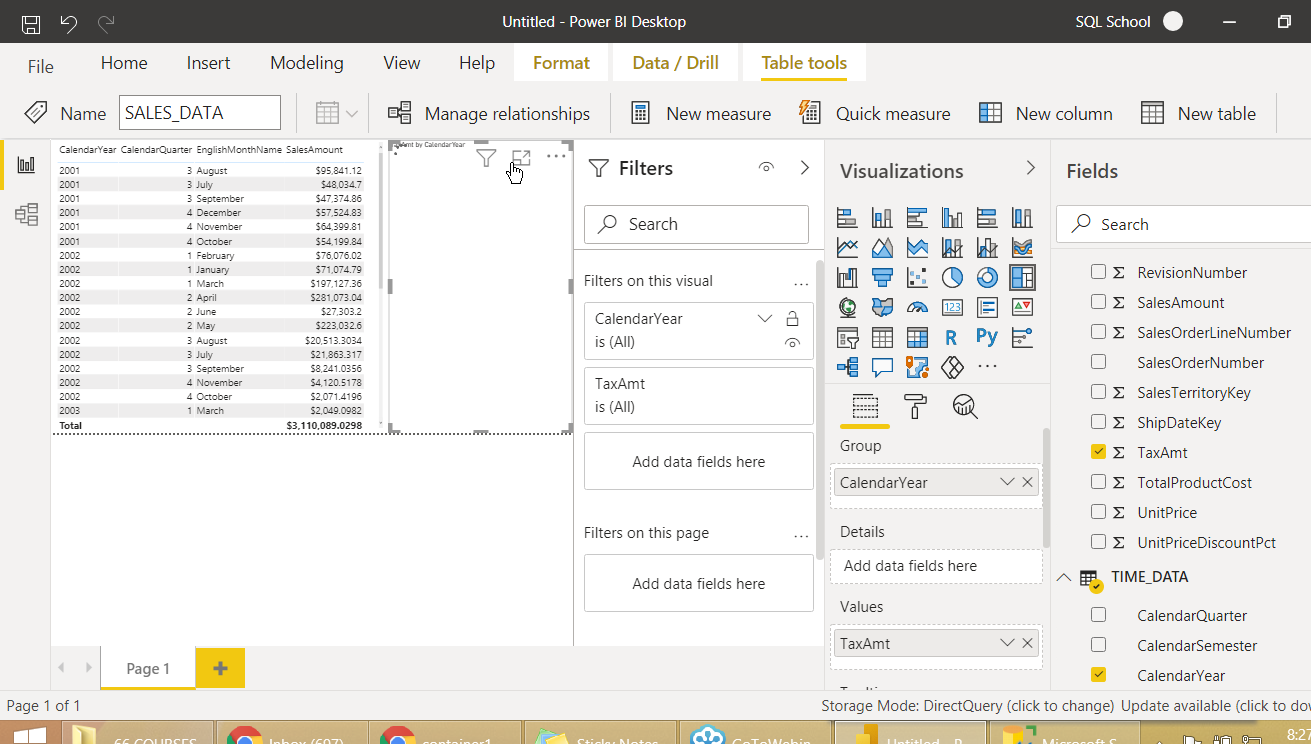 Untitled - Power BI Desktop
SQL School
File
Home
Insert
Modeling
View
Help
Format
Data / Drill
Table tools
Name
SALES_DATA
Manage relationships
New measure
Quick measure
New column
New table
CalendarYear CalendarQuarter EnglishMonthName SalesAmount
2001 3 August $95,841.12
2001 3 July $48,034.7
2001 3 September $47,374.86
2001 4 December $57,524.83
2001 4 November $64,399.81
2001 4 October $54,199.84
2002 1 February $76,076.02
2002 1 January $71,074.79
2002 1 March $197,127.36
2002 2 April $281,073.04
2002 2 June $27,303.2
2002 2 May $223,032.6
2002 3 August $20,513.3034
2002 3 July $21,863.317
2002 3 September $8,241.0356
2002 4 November $4,120.5178
2002 4 October $2,071.4196
2003 1 March $2,049.0982
Total $3,110,089.0298
by CalendarYear
Filters
Search
Filters on this visual
...
CalendarYear
is (All)
TaxAmt
is (All)
Add data fields here
Filters on this page
...
Add data fields here
Visualizations
123
R
Py
Group
CalendarYear
Details
Add data fields here
Values
TaxAmt
Fields
Search
Σ RevisionNumber
Σ SalesAmount
Σ SalesOrderLineNumber
SalesOrderNumber
Σ SalesTerritoryKey
Σ ShipDateKey
Σ TaxAmt
Σ TotalProductCost
Σ UnitPrice
Σ UnitPriceDiscountPct
TIME_DATA
CalendarQuarter
CalendarSemester
CalendarYear
Page 1
Page 1 of 1
Storage Mode: DirectQuery (click to change)
Update available (click to do
66 COURSES
Inbox (697)
container1
Sticky Notes
GoToWebin
Untitled - P
Microsoft S
8:2